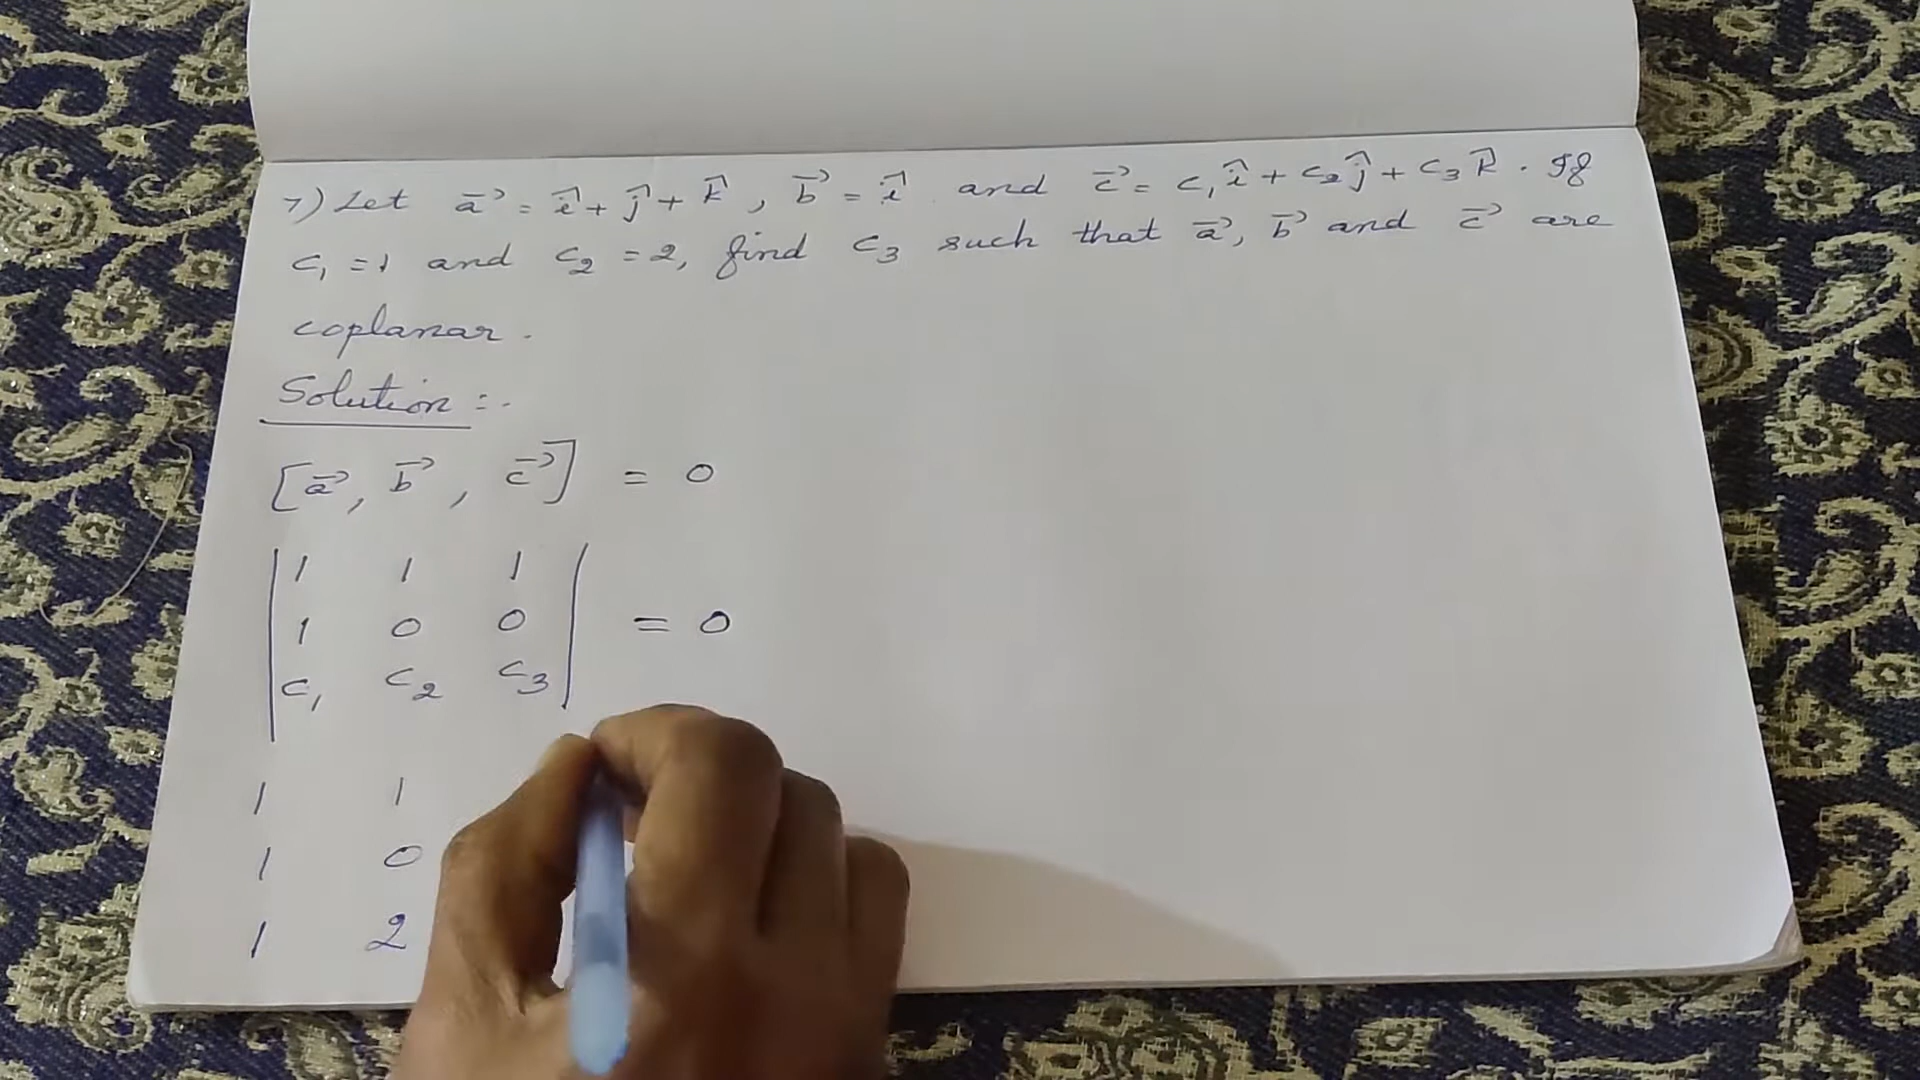 7) Let a⃗ = î + ĵ + k̂, b⃗ = î and c⃗ = c₁î + c₂ĵ + c₃k̂. If
c₁ = 1 and c₂ = 2, find c₃ such that a⃗, b⃗ and c⃗ are
coplanar.
Solution :-
[a⃗, b⃗, c⃗] = 0
| 1 1 1 |
| 1 0 0 | = 0
| c₁ c₂ c₃ |
1 1
1 0
1 2